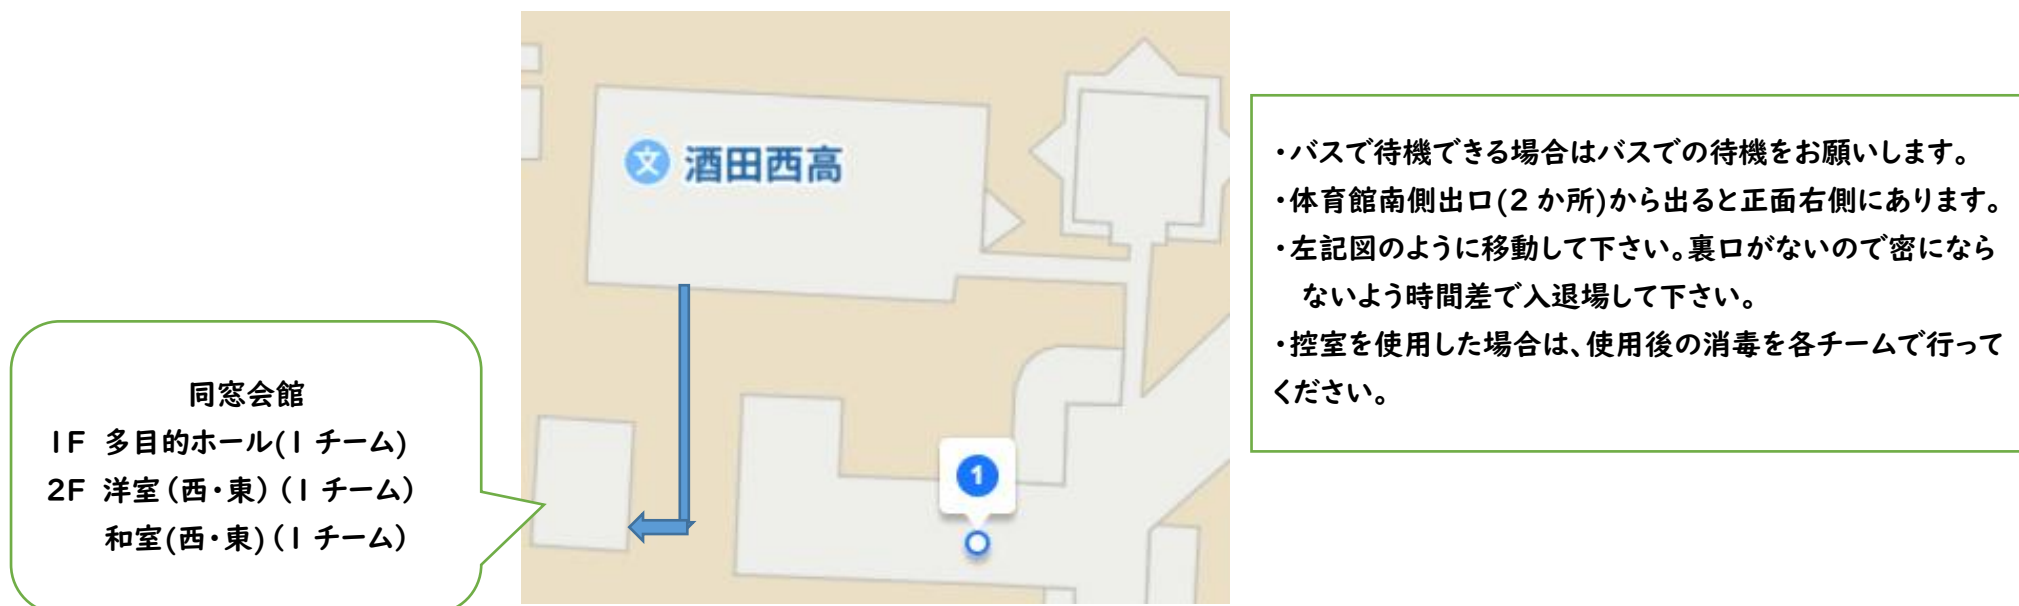 同窓会館
1F 多目的ホール(1 チーム)
2F 洋室(西・東)(1 チーム)
和室(西・東)(1 チーム)
文 酒田西高
1
・バスで待機できる場合はバスでの待機をお願いします。
・体育館南側出口(2 か所)から出ると正面右側にあります。
・左記図のように移動して下さい。裏口がないので密になら
ないよう時間差で入退場して下さい。
・控室を使用した場合は、使用後の消毒を各チームで行って
ください。